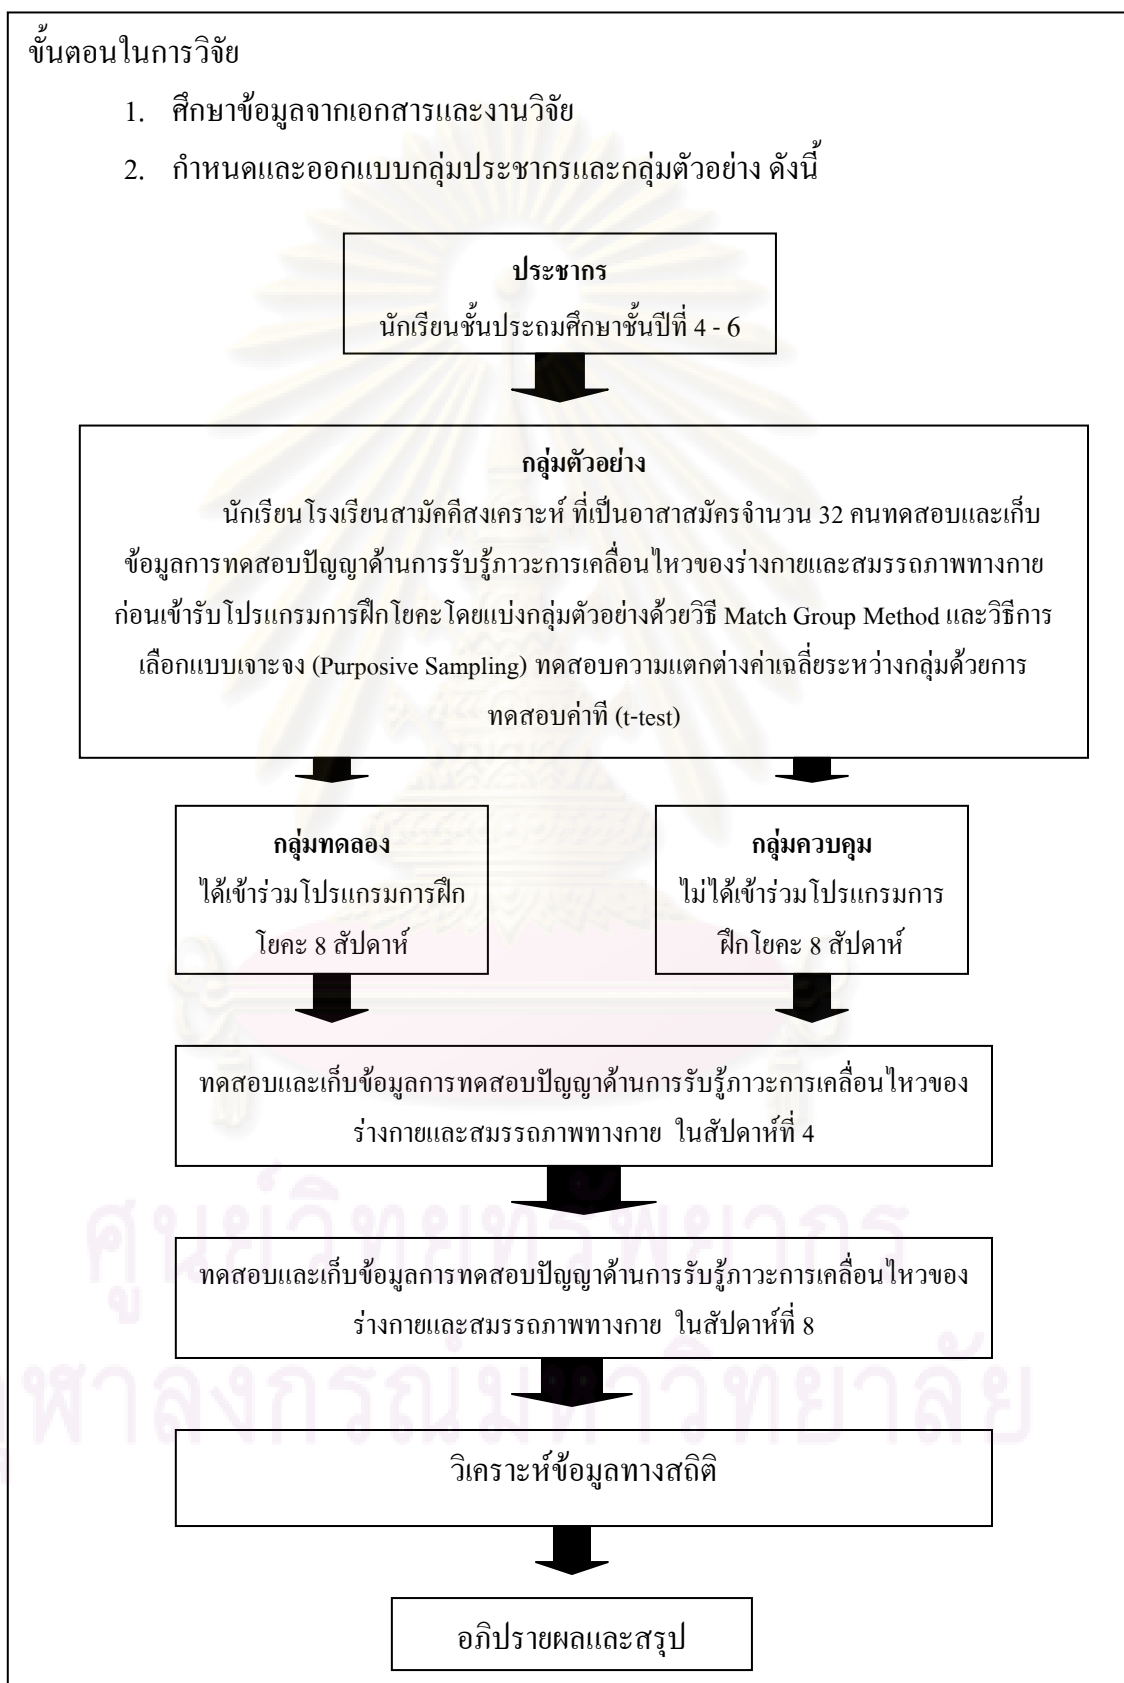 ขั้นตอนในการวิจัย
1. ศึกษาข้อมูลจากเอกสารและงานวิจัย
2. กำหนดและออกแบบกลุ่มประชากรและกลุ่มตัวอย่าง ดังนี้
ประชากร
นักเรียนชั้นประถมศึกษาชั้นปีที่ 4 - 6
กลุ่มตัวอย่าง
นักเรียนโรงเรียนสามัคคีสงเคราะห์ ที่เป็นอาสาสมัครจำนวน 32 คนทดสอบและเก็บ
ข้อมูลการทดสอบปัญญาด้านการรับรู้ภาวะการเคลื่อนไหวของร่างกายและสมรรถภาพทางกาย
ก่อนเข้ารับโปรแกรมการฝึกโยคะโดยแบ่งกลุ่มตัวอย่างด้วยวิธี Match Group Method และวิธีการ
เลือกแบบเจาะจง (Purposive Sampling) ทดสอบความแตกต่างค่าเฉลี่ยระหว่างกลุ่มด้วยการ
ทดสอบค่าที (t-test)
กลุ่มทดลอง
ได้เข้าร่วมโปรแกรมการฝึก
โยคะ 8 สัปดาห์
กลุ่มควบคุม
ไม่ได้เข้าร่วมโปรแกรมการ
ฝึกโยคะ 8 สัปดาห์
ทดสอบและเก็บข้อมูลการทดสอบปัญญาด้านการรับรู้ภาวะการเคลื่อนไหวของ
ร่างกายและสมรรถภาพทางกาย ในสัปดาห์ที่ 4
ศูนย์วิทยทรัพยากร
ทดสอบและเก็บข้อมูลการทดสอบปัญญาด้านการรับรู้ภาวะการเคลื่อนไหวของ
ร่างกายและสมรรถภาพทางกาย ในสัปดาห์ที่ 8
ุฬาลงกรณ์มหาวิทยาลัย
วิเคราะห์ข้อมูลทางสถิติ
อภิปรายผลและสรุป